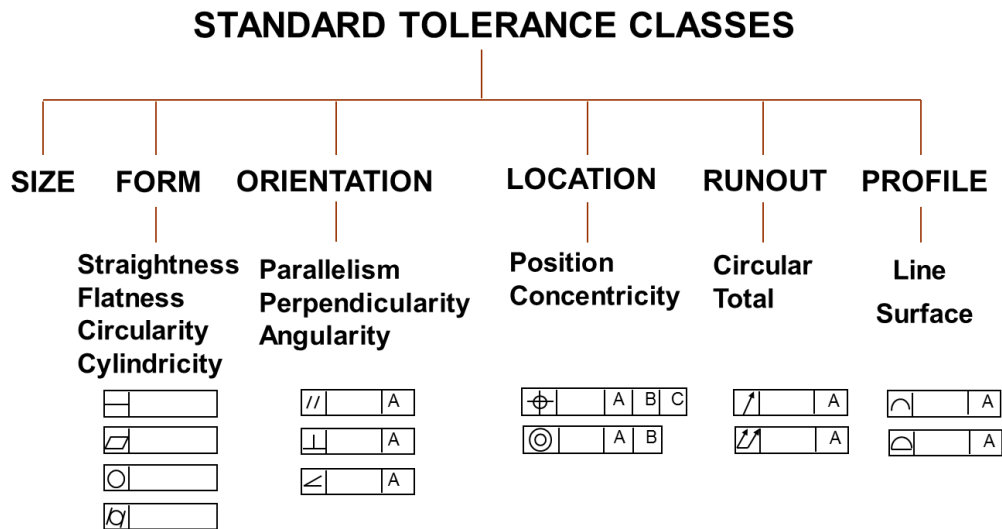 STANDARD TOLERANCE CLASSES
SIZE FORM ORIENTATION LOCATION RUNOUT PROFILE
Straightness
Flatness
Circularity
Cylindricity
Parallelism
Perpendicularity
Angularity
Position
Concentricity
Circular
Total
Line
Surface
// A
A
A
A B C
A B
A
A
A
A